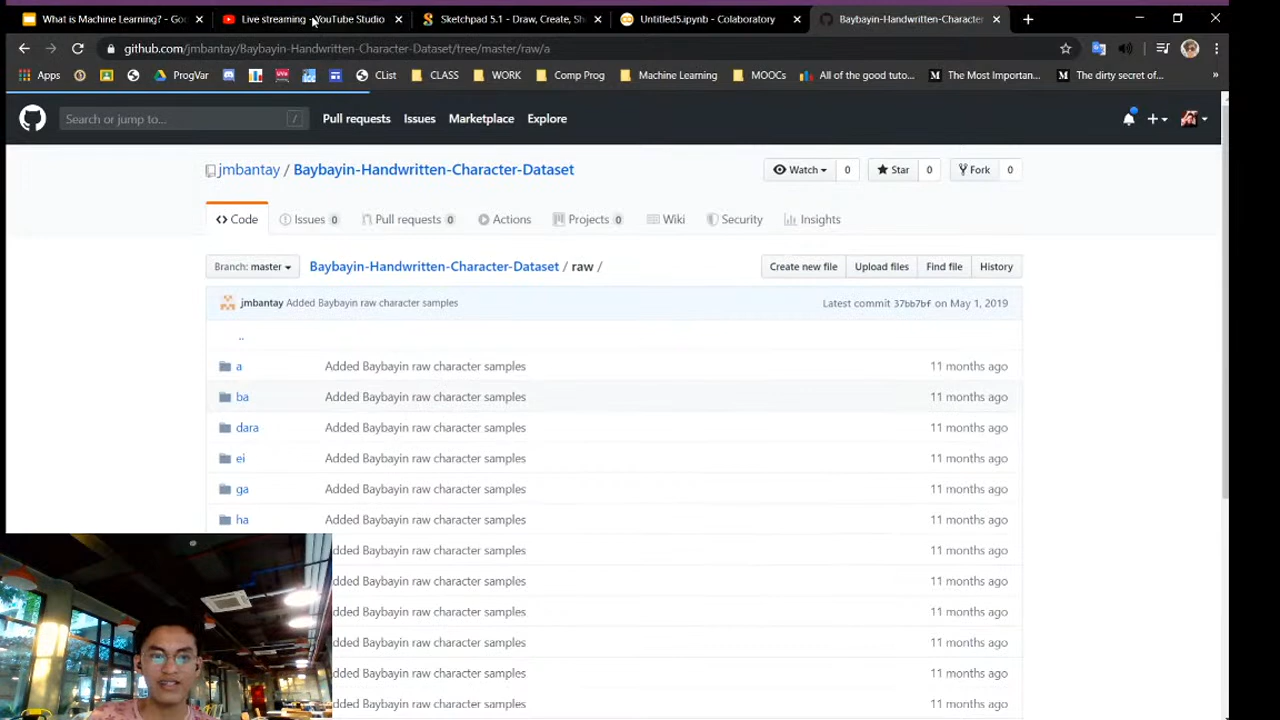 What is Machine Learning? - Go
Live streaming - YouTube Studio
Sketchpad 5.1 - Draw, Create, Sh
Untitled5.ipynb - Colaboratory
Baybayin-Handwritten-Character
github.com/jmbantay/Baybayin-Handwritten-Character-Dataset/tree/master/raw/a
Apps
ProgVar
CList
CLASS
WORK
Comp Prog
Machine Learning
MOOCs
All of the good tuto...
The Most Importan...
The dirty secret of...
»
Search or jump to...
/
Pull requests
Issues
Marketplace
Explore
jmbantay / Baybayin-Handwritten-Character-Dataset
Watch 0
Star 0
Fork 0
Code
Issues 0
Pull requests 0
Actions
Projects 0
Wiki
Security
Insights
Branch: master
Baybayin-Handwritten-Character-Dataset / raw /
Create new file
Upload files
Find file
History
jmbantay Added Baybayin raw character samples
Latest commit 37bb7bf on May 1, 2019
..
a Added Baybayin raw character samples 11 months ago
ba Added Baybayin raw character samples 11 months ago
dara Added Baybayin raw character samples 11 months ago
ei Added Baybayin raw character samples 11 months ago
ga Added Baybayin raw character samples 11 months ago
ha Added Baybayin raw character samples 11 months ago
dded Baybayin raw character samples 11 months ago
dded Baybayin raw character samples 11 months ago
dded Baybayin raw character samples 11 months ago
dded Baybayin raw character samples 11 months ago
dded Baybayin raw character samples 11 months ago
dded Baybayin raw character samples 11 months ago